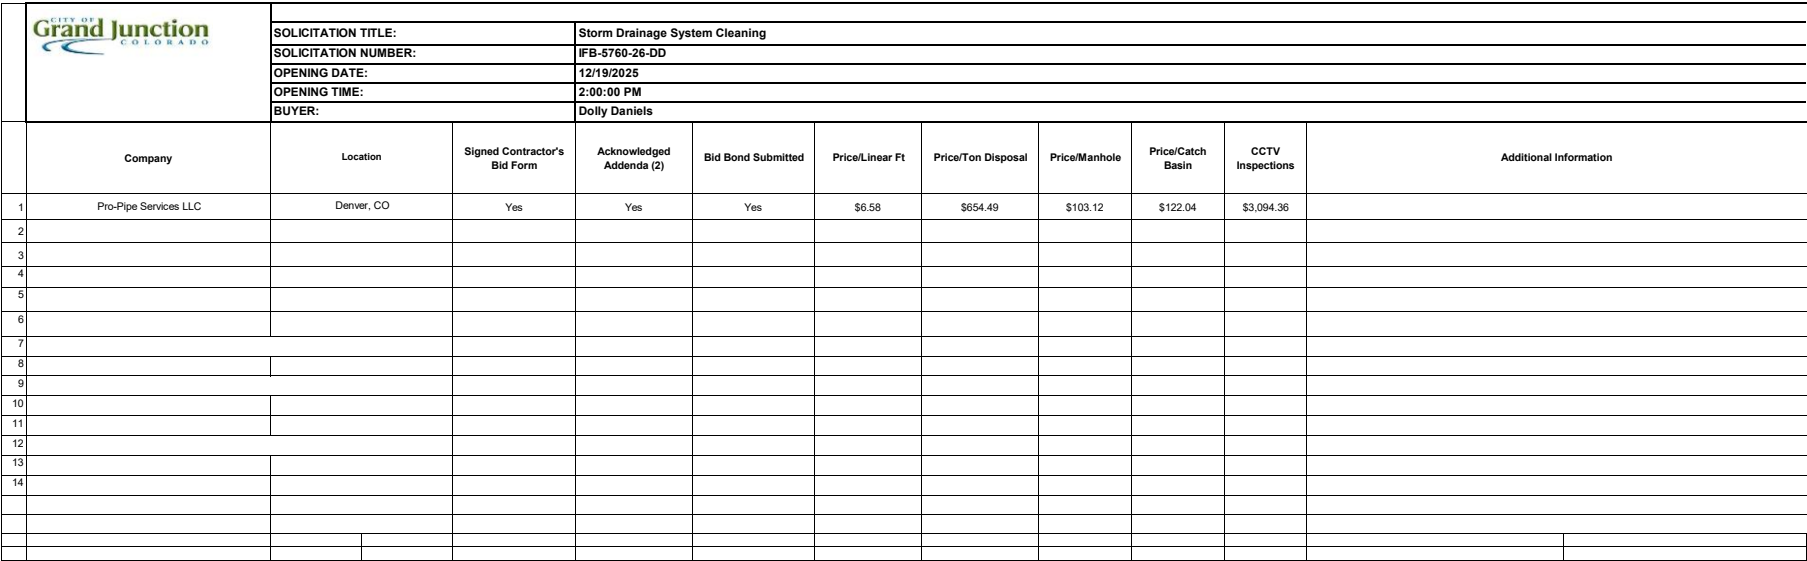 CITY OF
Grand Junction
COLORADO
SOLICITATION TITLE: Storm Drainage System Cleaning
SOLICITATION NUMBER: IFB-5760-26-DD
OPENING DATE: 12/19/2025
OPENING TIME: 2:00:00 PM
BUYER: Dolly Daniels
Company Location Signed Contractor's Bid Form Acknowledged Addenda (2) Bid Bond Submitted Price/Linear Ft Price/Ton Disposal Price/Manhole Price/Catch Basin CCTV Inspections Additional Information
1 Pro-Pipe Services LLC Denver, CO Yes Yes Yes $6.58 $654.49 $103.12 $122.04 $3,094.36
2
3
4
5
6
7
8
9
10
11
12
13
14